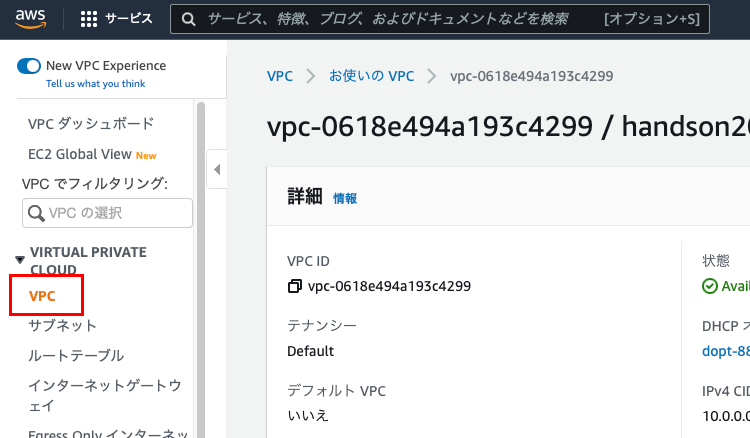 aws
サービス
サービス、特徴、ブログ、およびドキュメントなどを検索
[オプション+S]
New VPC Experience
Tell us what you think
VPC ダッシュボード
EC2 Global View New
VPC でフィルタリング:
VPC の選択
VIRTUAL PRIVATE
CLOUD
VPC
サブネット
ルートテーブル
インターネットゲートウ
ェイ
Egress Only インターネッ
VPC
お使いの VPC
vpc-0618e494a193c4299
vpc-0618e494a193c4299 / handson20
詳細
情報
VPC ID
vpc-0618e494a193c4299
テナンシー
Default
デフォルト VPC
いいえ
状態
Avail
DHCP オ
dopt-88
IPv4 CID
10.0.0.0